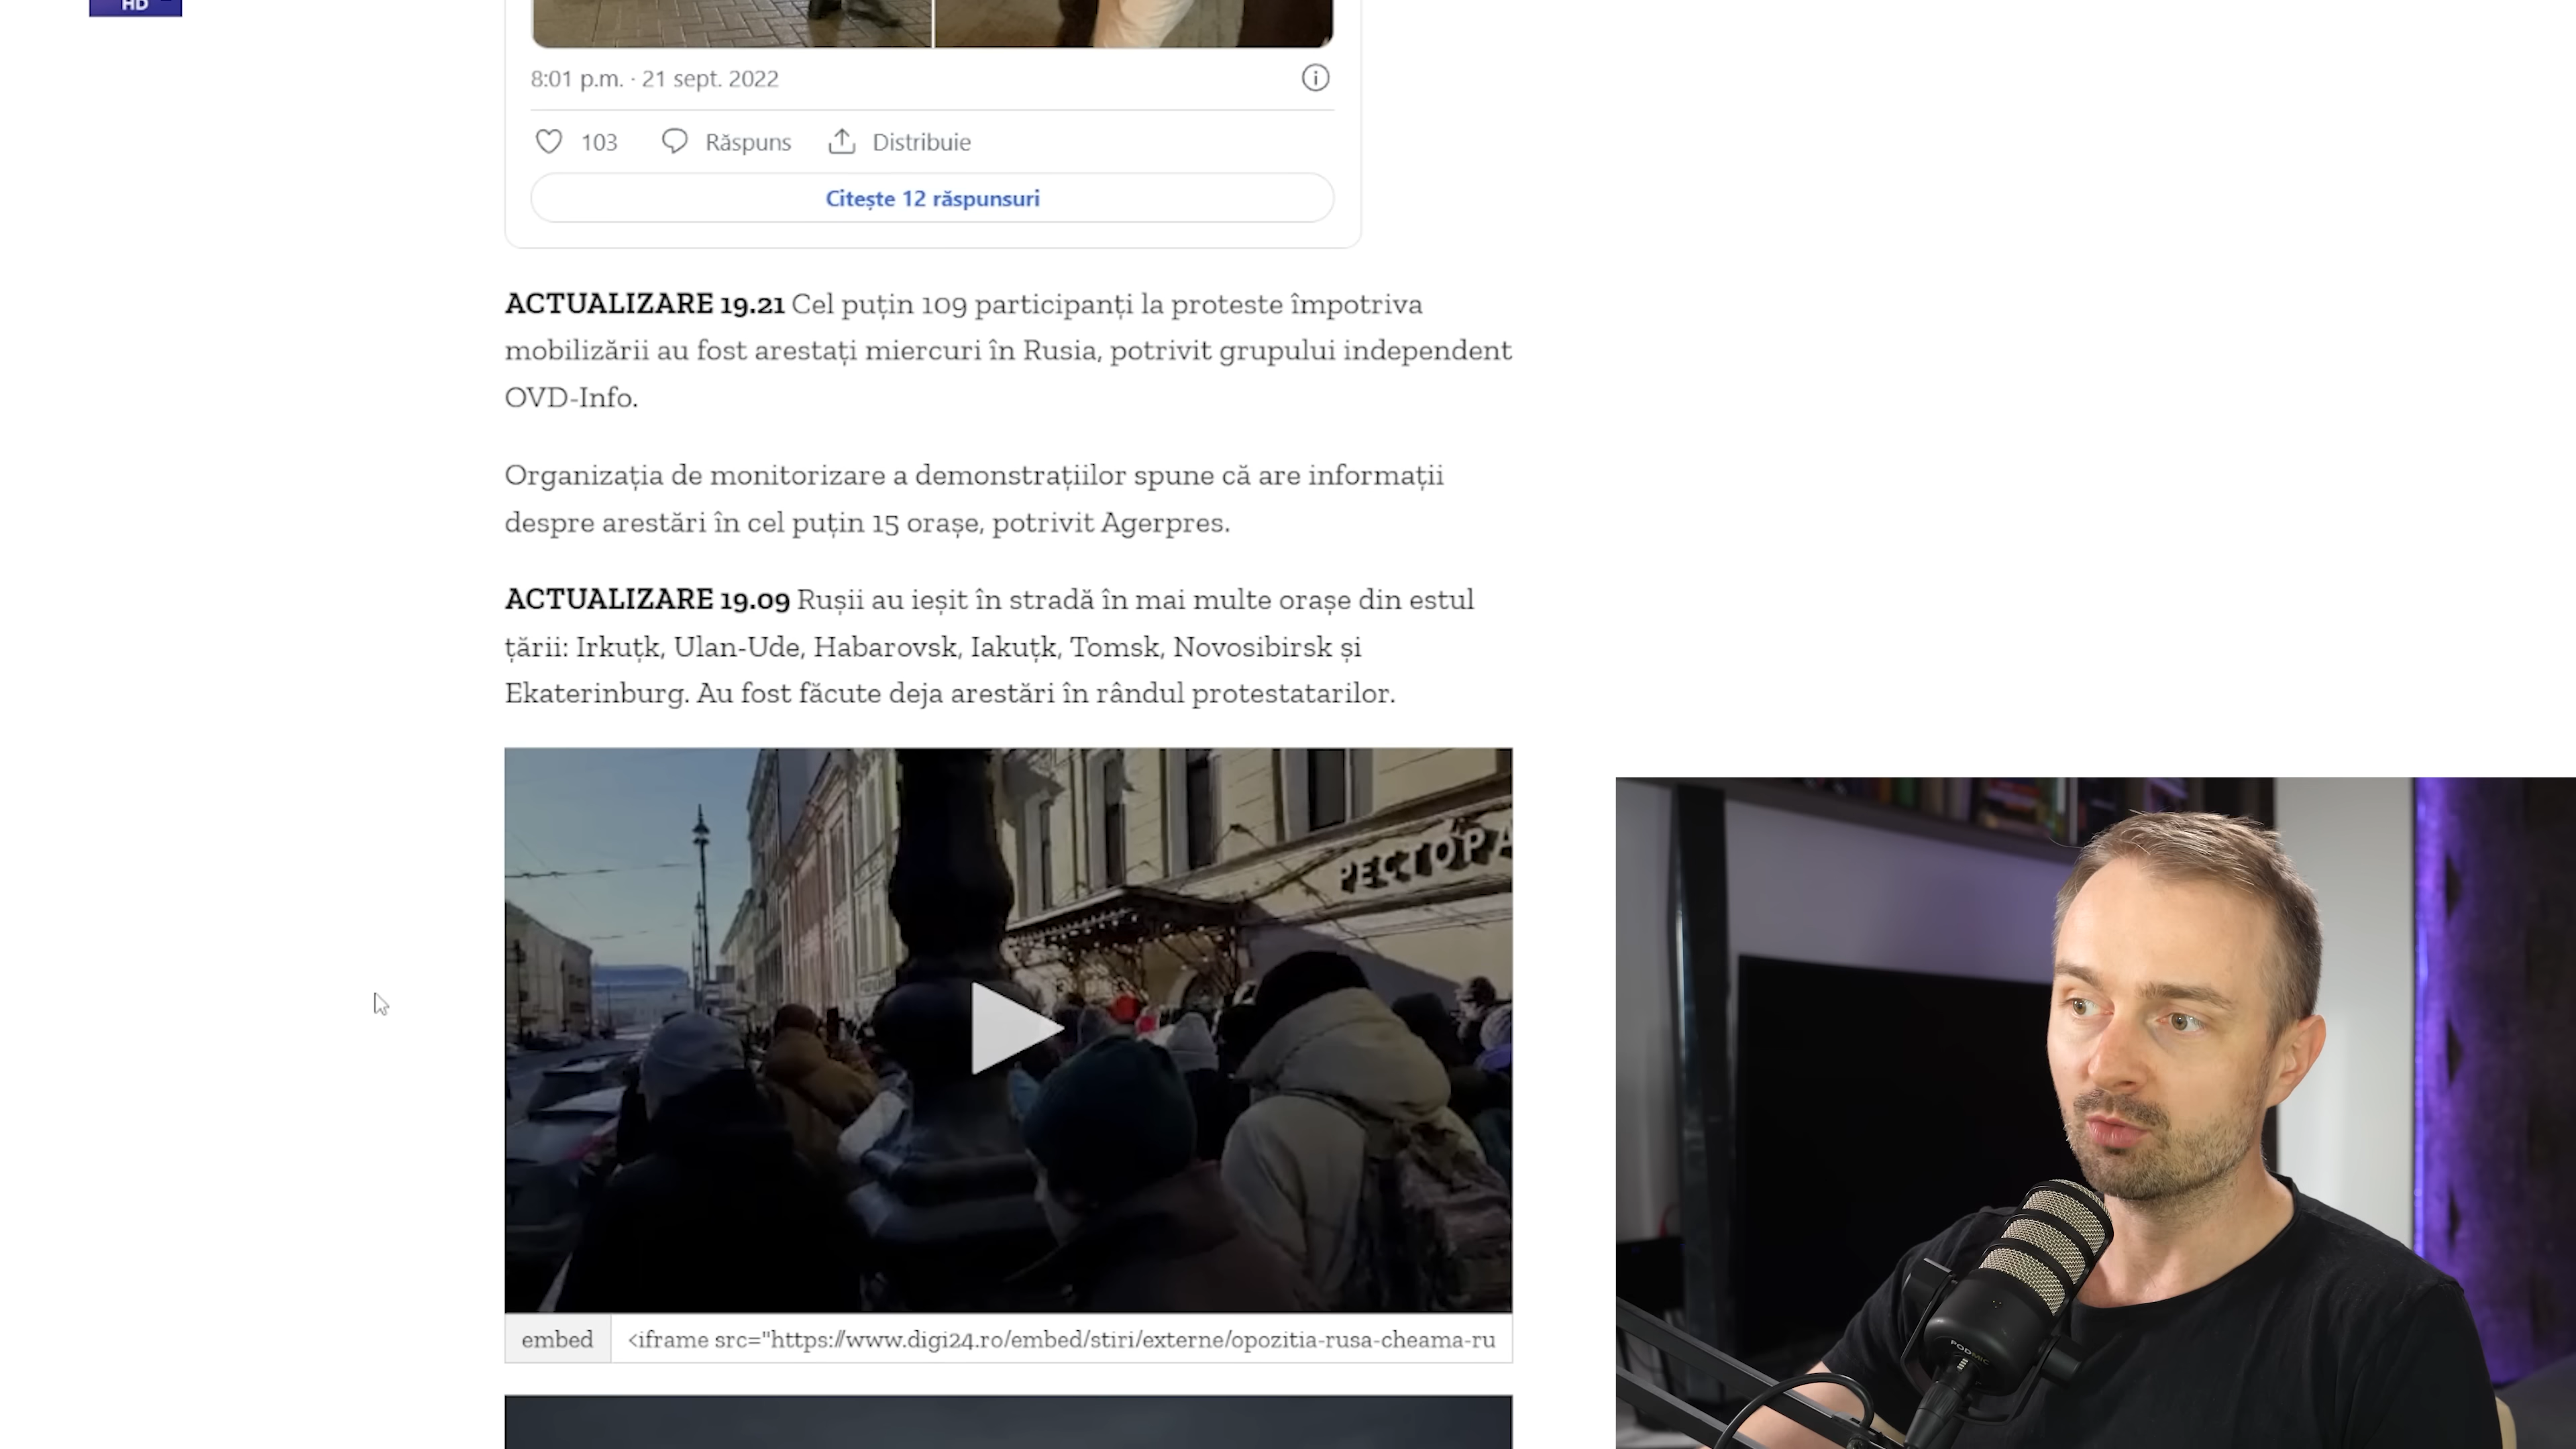 HD
8:01 p.m. · 21 sept. 2022
103 Răspuns Distribuie
Citește 12 răspunsuri
ACTUALIZARE 19.21 Cel puțin 109 participanți la proteste împotriva
mobilizării au fost arestați miercuri în Rusia, potrivit grupului independent
OVD-Info.
Organizația de monitorizare a demonstrațiilor spune că are informații
despre arestări în cel puțin 15 orașe, potrivit Agerpres.
ACTUALIZARE 19.09 Rușii au ieșit în stradă în mai multe orașe din estul
țării: Irkuțk, Ulan-Ude, Habarovsk, Iakuțk, Tomsk, Novosibirsk și
Ekaterinburg. Au fost făcute deja arestări în rândul protestatarilor.
РЕСТОРА
embed <iframe src="https://www.digi24.ro/embed/stiri/externe/opozitia-rusa-cheama-ru
PODMIC